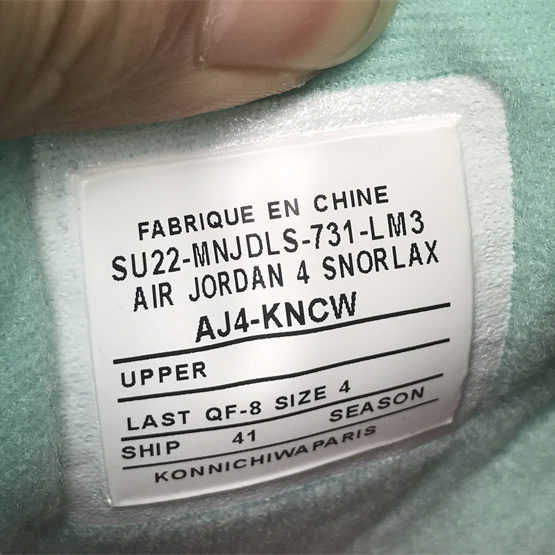 FABRIQUE EN CHINE
SU22-MNJDLS-731-LM3
AIR JORDAN 4 SNORLAX
AJ4-KNCW
UPPER
LAST QF-8 SIZE 4
SHIP 41 SEASON
KONNICHIWAPARIS